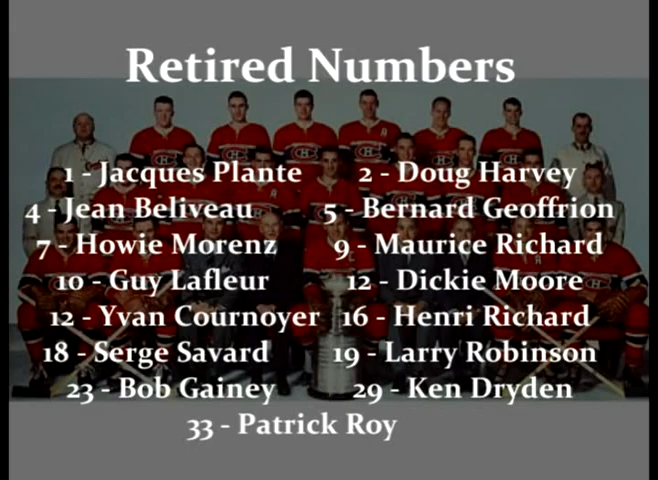 Retired Numbers
1 - Jacques Plante 2 - Doug Harvey
4 - Jean Beliveau 5 - Bernard Geoffrion
7 - Howie Morenz 9 - Maurice Richard
10 - Guy Lafleur 12 - Dickie Moore
12 - Yvan Cournoyer 16 - Henri Richard
18 - Serge Savard 19 - Larry Robinson
23 - Bob Gainey 29 - Ken Dryden
33 - Patrick Roy